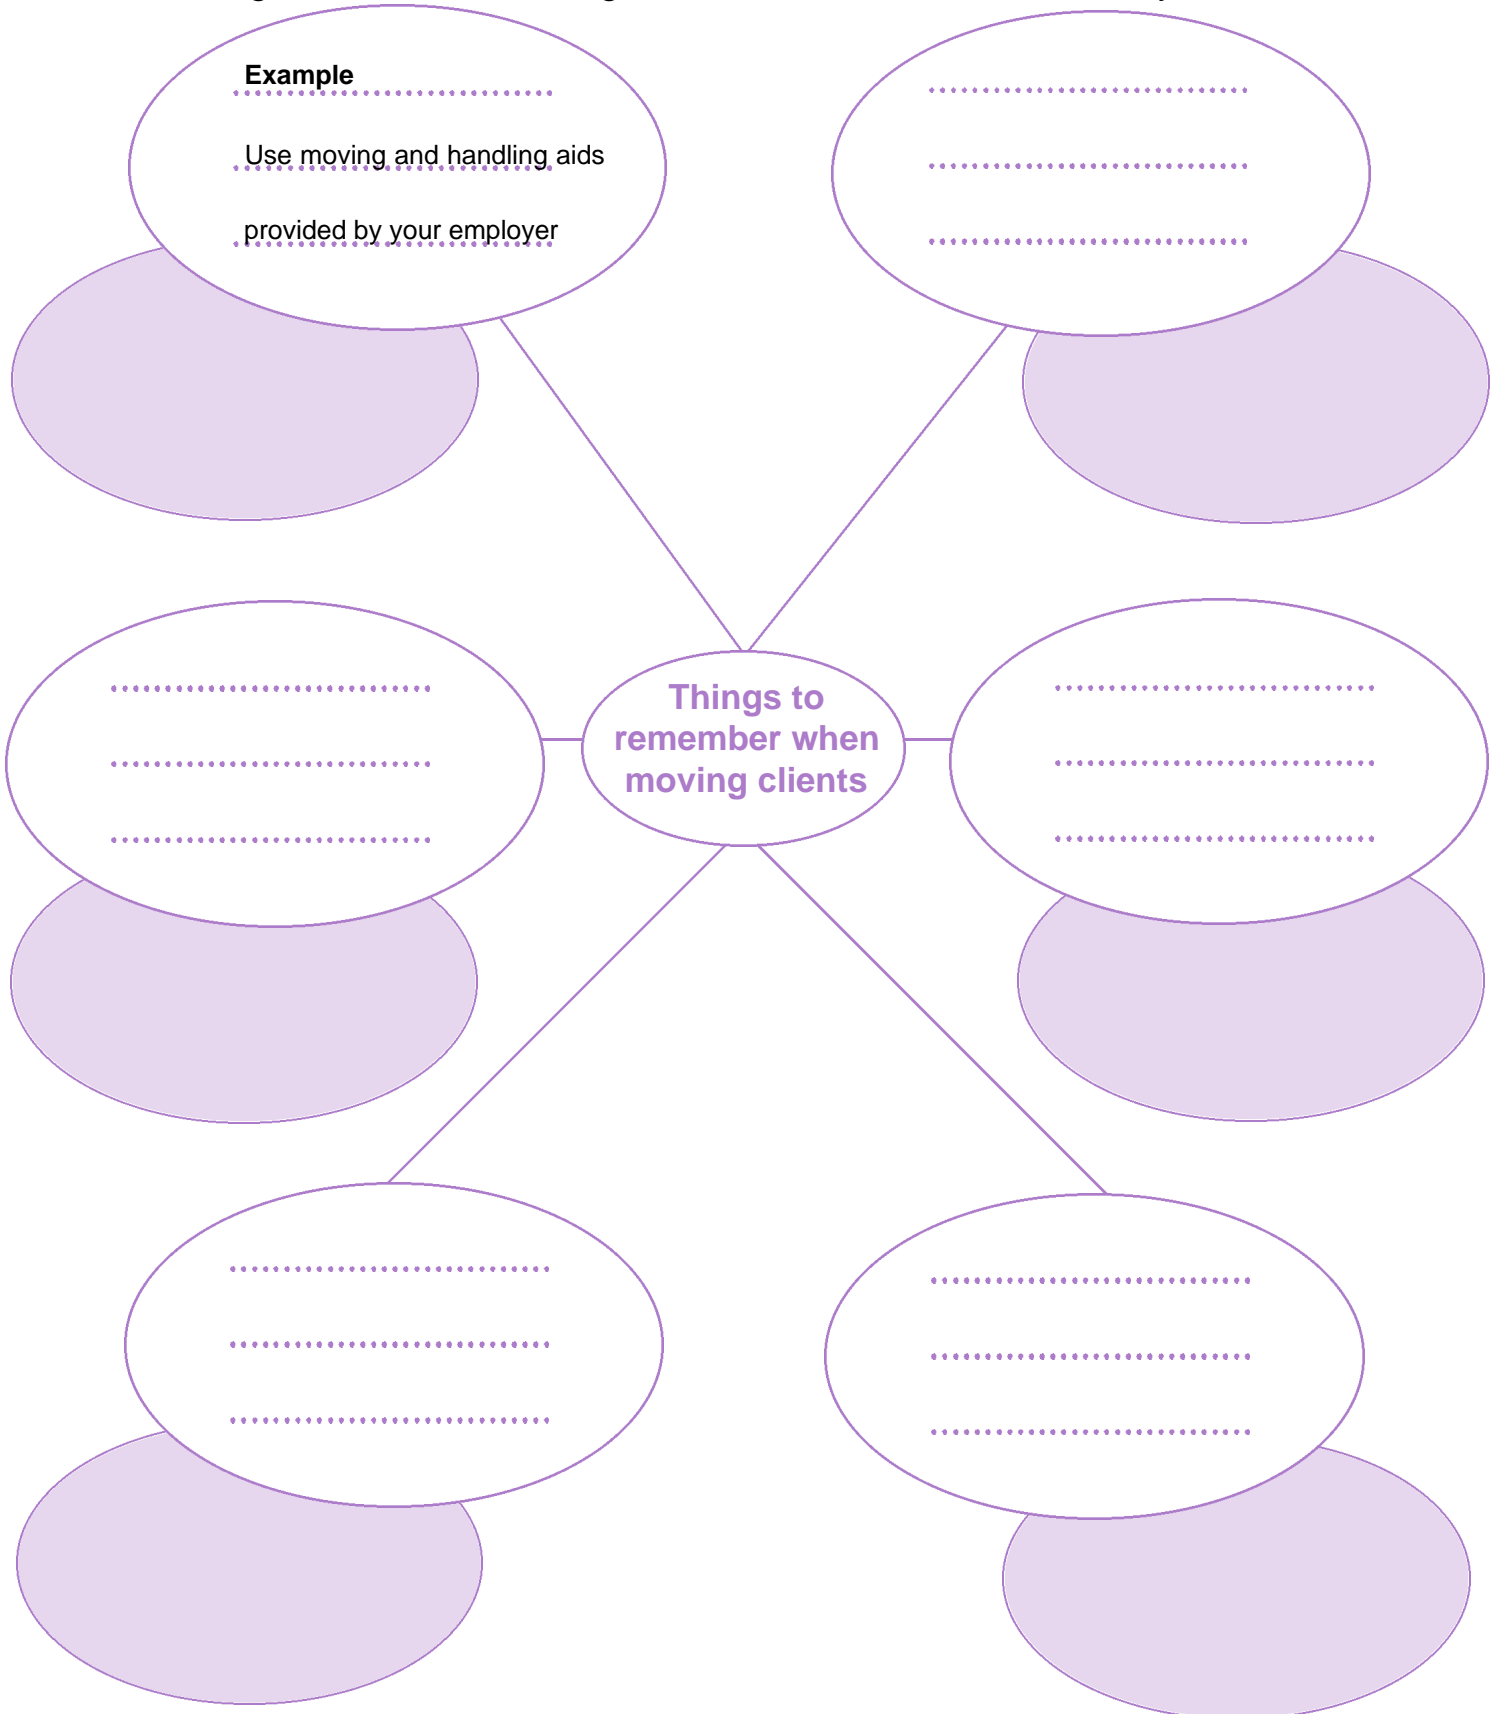 Example
Use moving and handling aids
provided by your employer
Things to
remember when
moving clients